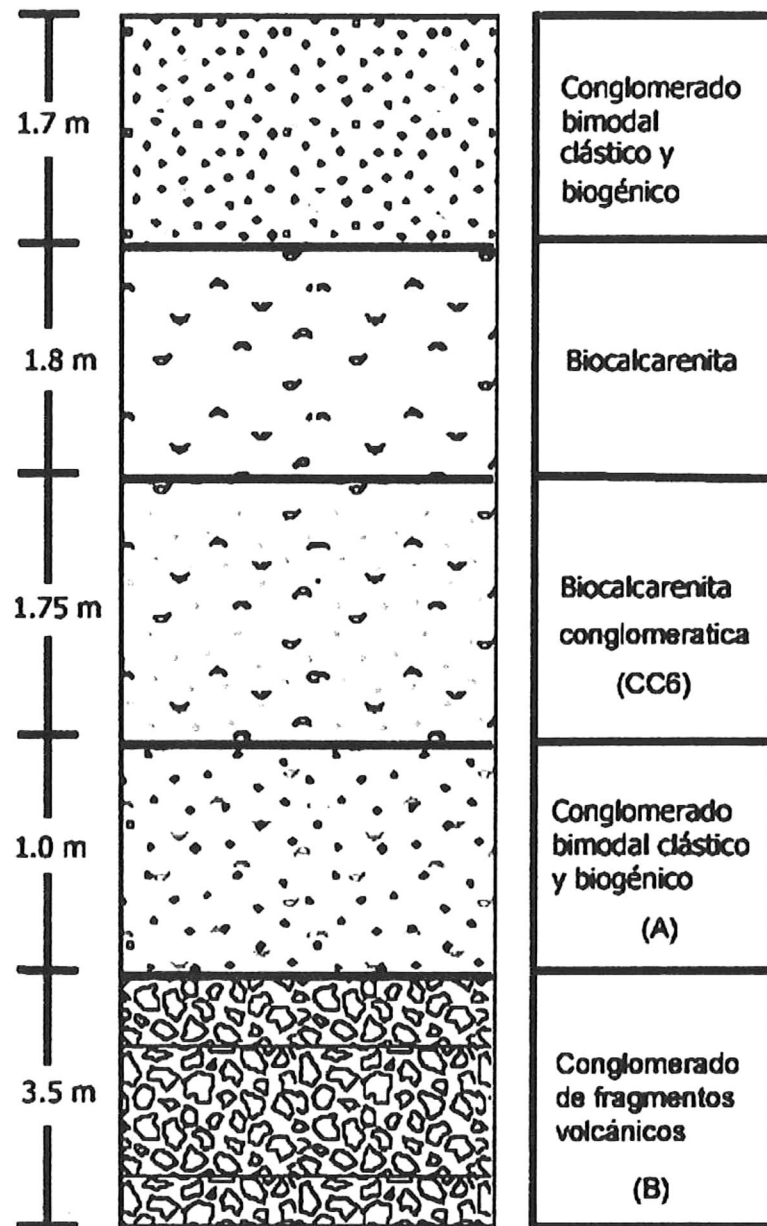 1.7 m
Conglomerado
bimodal
clástico y
biogénico
1.8 m
Biocalcarenita
1.75 m
Biocalcarenita
conglomeratica
(CC6)
1.0 m
Conglomerado
bimodal clástico
y biogénico
(A)
3.5 m
Conglomerado
de fragmentos
volcánicos
(B)